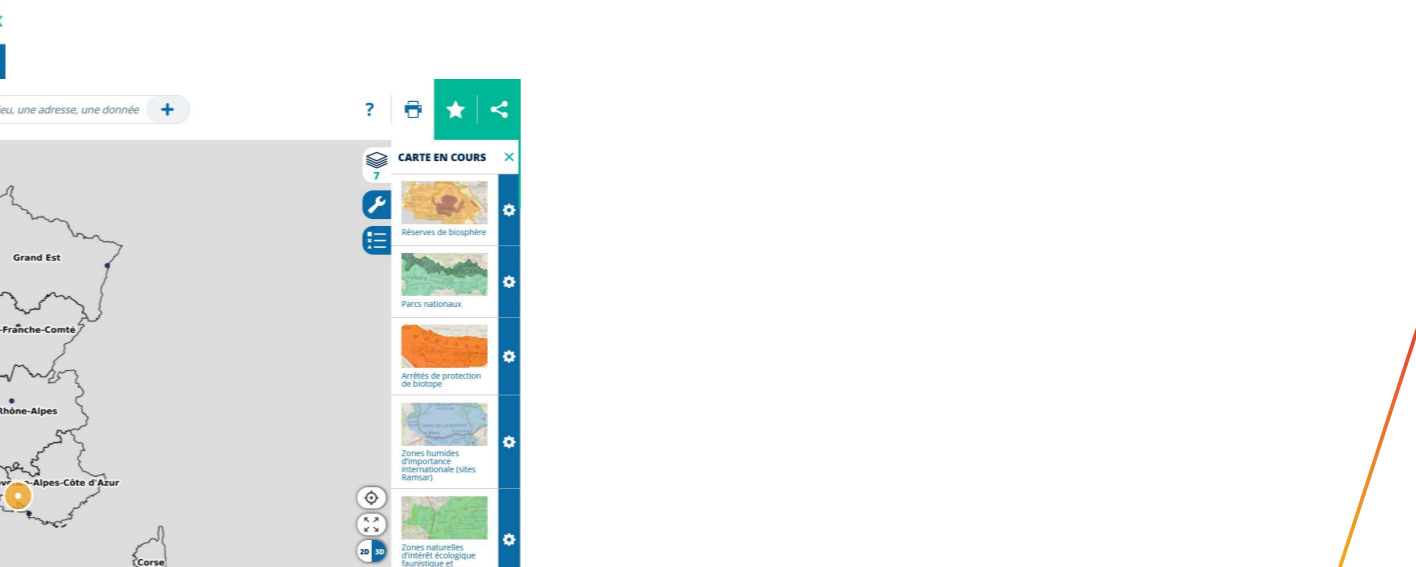 eu, une adresse, une donnée +
?
CARTE EN COURS
7
Réserves de biosphère
Grand Est
Parcs nationaux
-Franche-Comté
Arrêtés de protection
de biotope
Rhône-Alpes
Zones humides
d'importance
internationale (sites
Ramsar)
-Alpes-Côte d'Azur
2D 3D
Zones naturelles
d'intérêt écologique
faunistique et
Corse